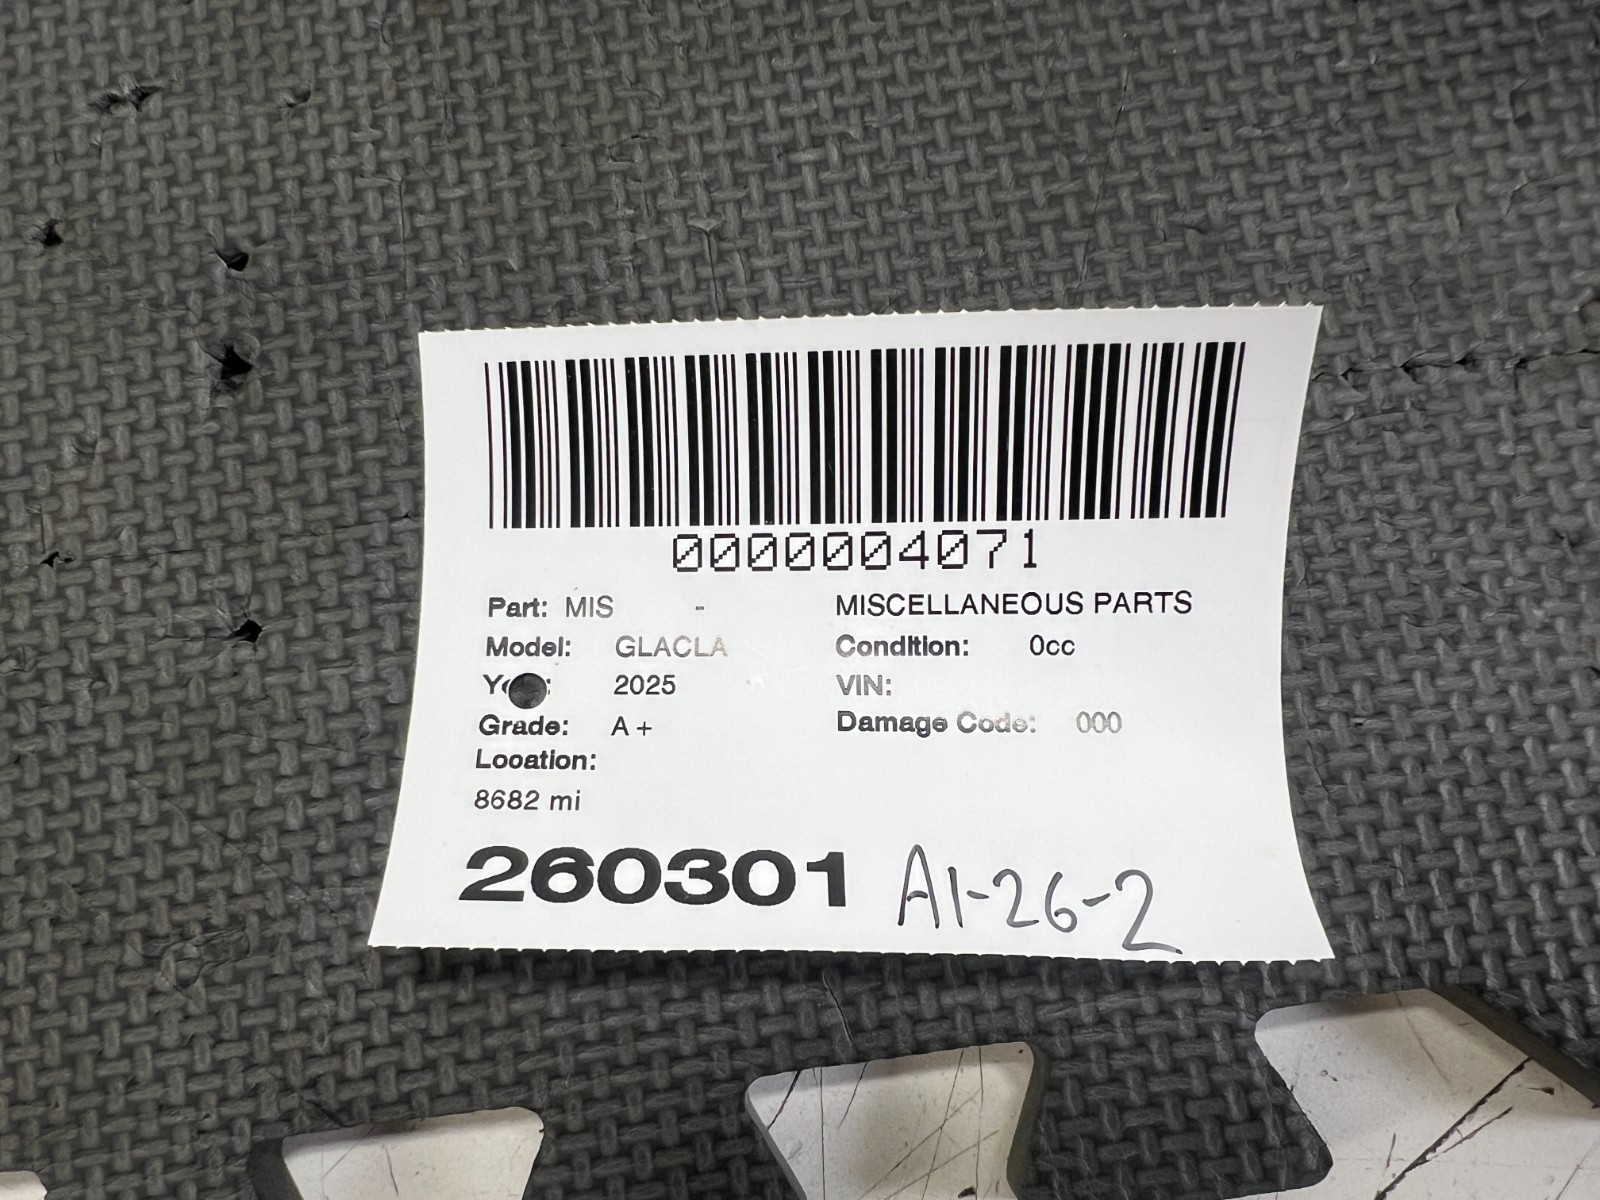 0000004071
Part: MIS - MISCELLANEOUS PARTS
Model: GLACLA Condition: 0cc
2025 VIN:
Grade: A+ Damage Code: 000
Location:
8682 mi
260301 A1-26-2